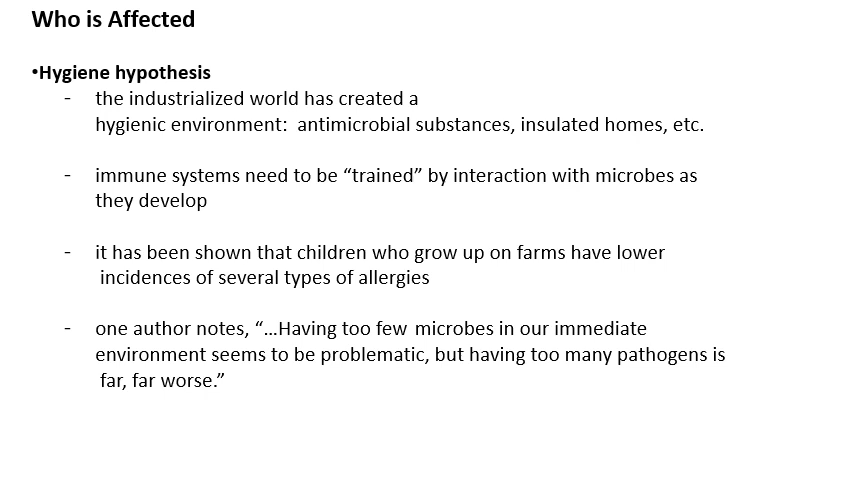 Who is Affected
•Hygiene hypothesis
- the industrialized world has created a
hygienic environment: antimicrobial substances, insulated homes, etc.
- immune systems need to be “trained” by interaction with microbes as
they develop
- it has been shown that children who grow up on farms have lower
incidences of several types of allergies
- one author notes, “…Having too few microbes in our immediate
environment seems to be problematic, but having too many pathogens is
far, far worse.”